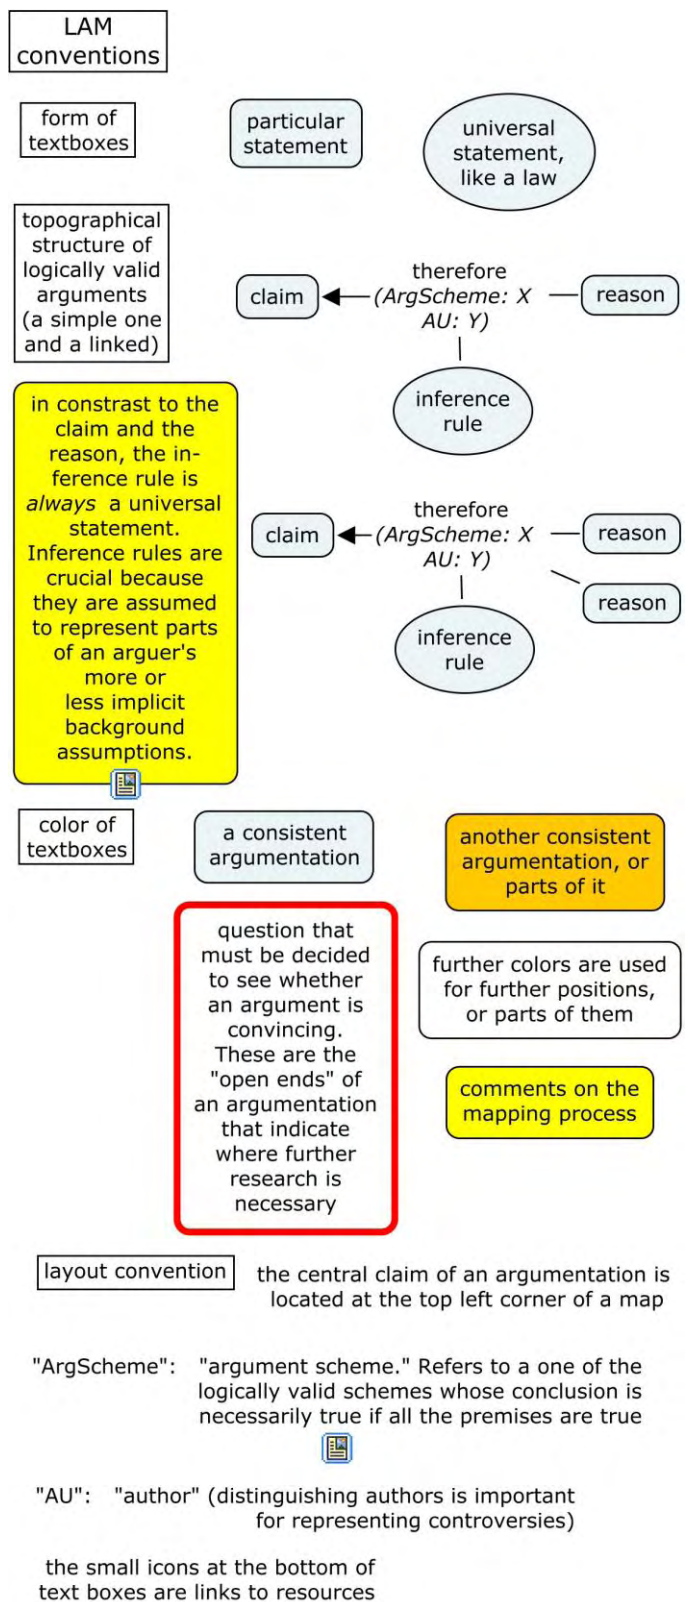 LAM
conventions
form of
textboxes
particular
statement
universal
statement,
like a law
topographical
structure of
logically valid
arguments
(a simple one
and a linked)
claim
therefore
(ArgScheme: X
AU: Y)
reason
inference
rule
in constrast to the
claim and the
reason, the in-
ference rule is
always a universal
statement.
Inference rules are
crucial because
they are assumed
to represent parts
of an arguer's
more or
less implicit
background
assumptions.
claim
therefore
(ArgScheme: X
AU: Y)
reason
reason
inference
rule
color of
textboxes
a consistent
argumentation
another consistent
argumentation, or
parts of it
question that
must be decided
to see whether
an argument is
convincing.
These are the
"open ends" of
an argumentation
that indicate
where further
research is
necessary
further colors are used
for further positions,
or parts of them
comments on the
mapping process
layout convention
the central claim of an argumentation is
located at the top left corner of a map
"ArgScheme": "argument scheme." Refers to a one of the
logically valid schemes whose conclusion is
necessarily true if all the premises are true
"AU": "author" (distinguishing authors is important
for representing controversies)
the small icons at the bottom of
text boxes are links to resources